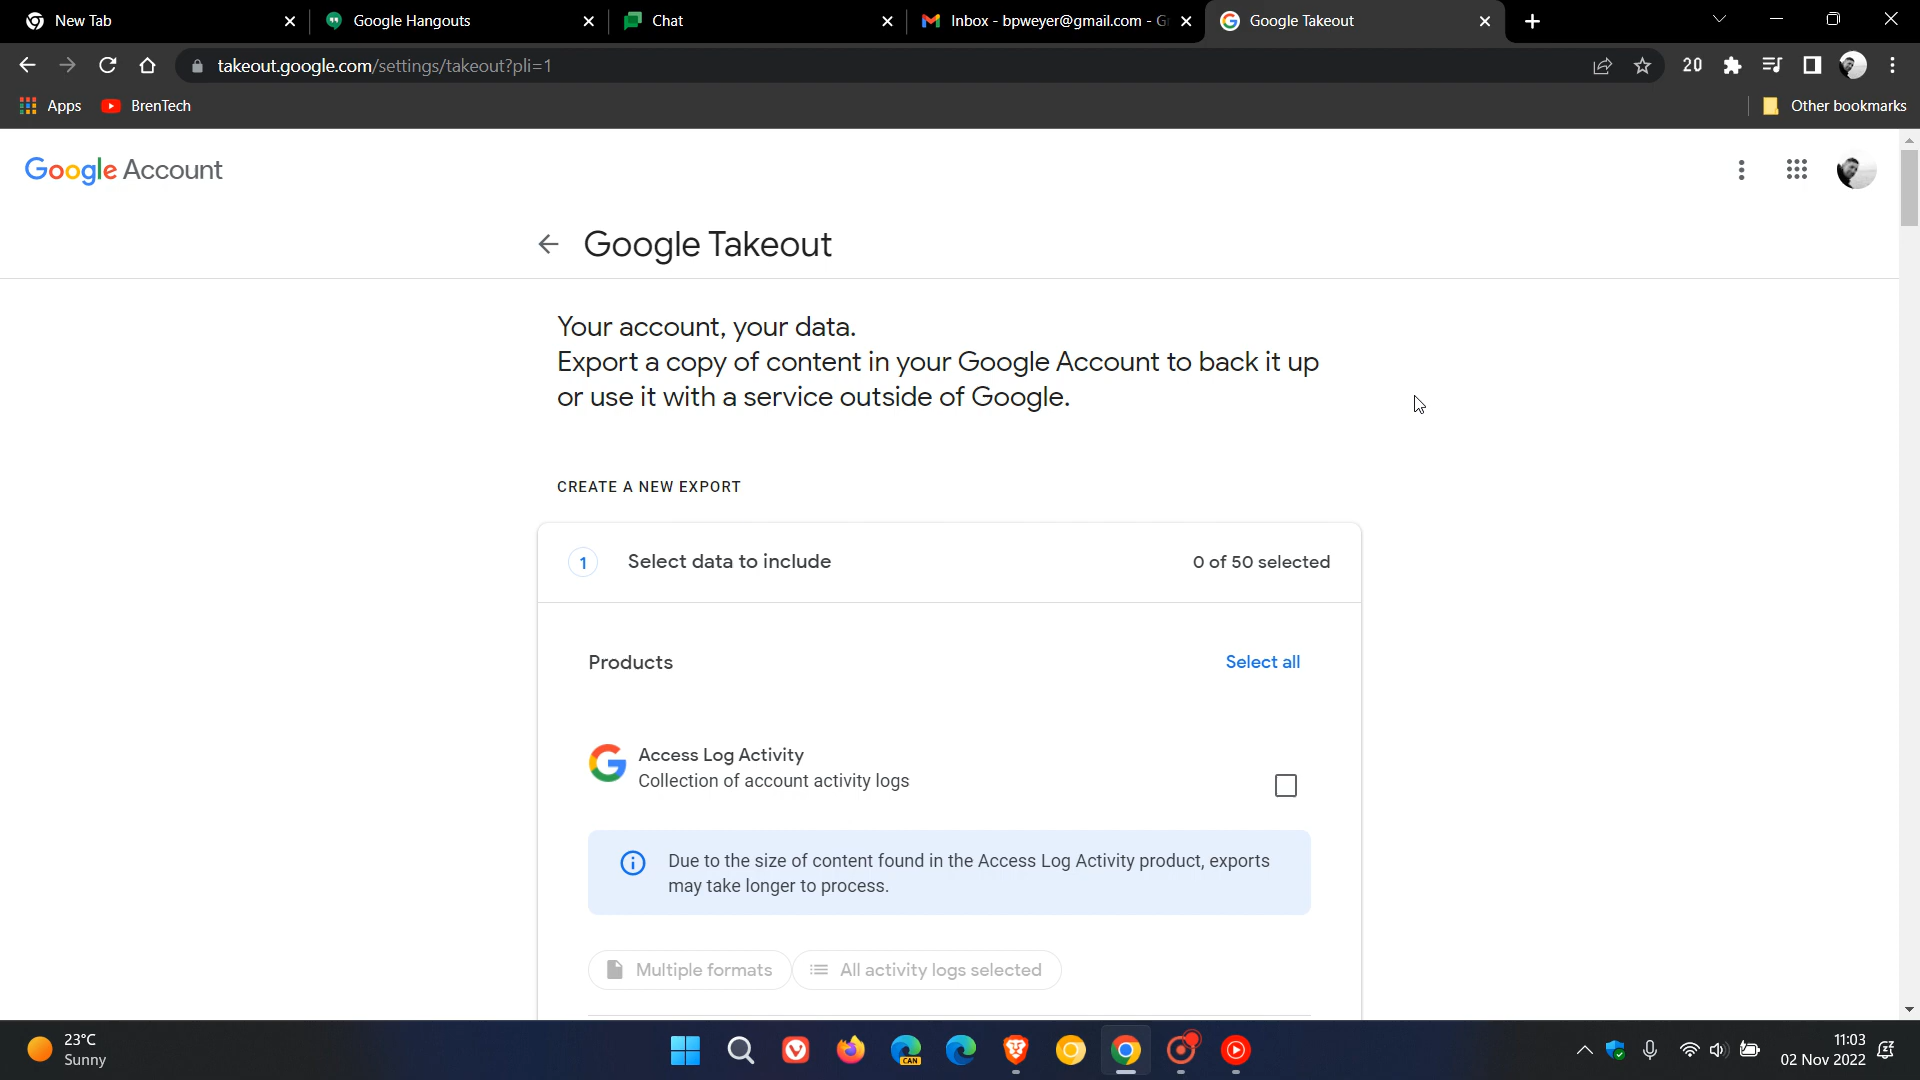 New Tab
Google Hangouts
Chat
Inbox - bpweyer@gmail.com - G
Google Takeout
takeout.google.com/settings/takeout?pli=1
20
Apps
BrenTech
Other bookmarks
Google Account
Google Takeout
Your account, your data.
Export a copy of content in your Google Account to back it up
or use it with a service outside of Google.
CREATE A NEW EXPORT
1
Select data to include
0 of 50 selected
Products
Select all
Access Log Activity
Collection of account activity logs
Due to the size of content found in the Access Log Activity product, exports
may take longer to process.
Multiple formats
All activity logs selected
23°C
Sunny
CAN
11:03
02 Nov 2022